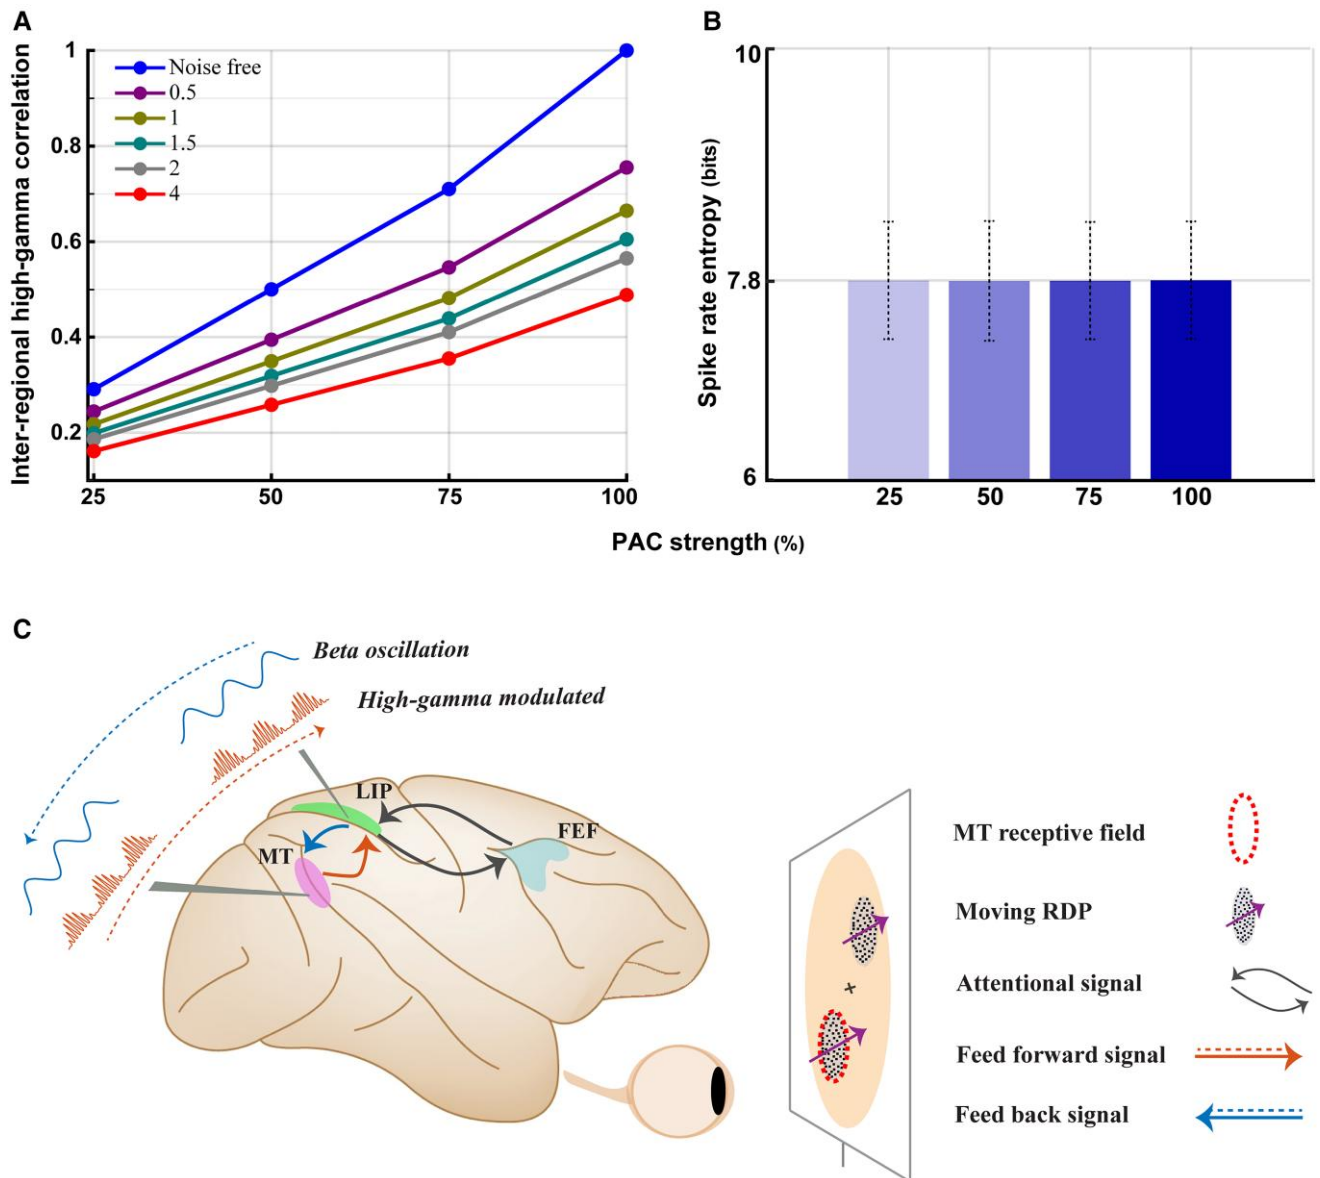 A
Inter-regional high-gamma correlation
1
0.8
0.6
0.4
0.2
Noise free
0.5
1
1.5
2
4
25 50 75 100
B
Spike rate entropy (bits)
10
7.8
6
25 50 75 100
PAC strength (%)
C
Beta oscillation
High-gamma modulated
LIP
FEF
MT
MT receptive field
Moving RDP
Attentional signal
Feed forward signal
Feed back signal